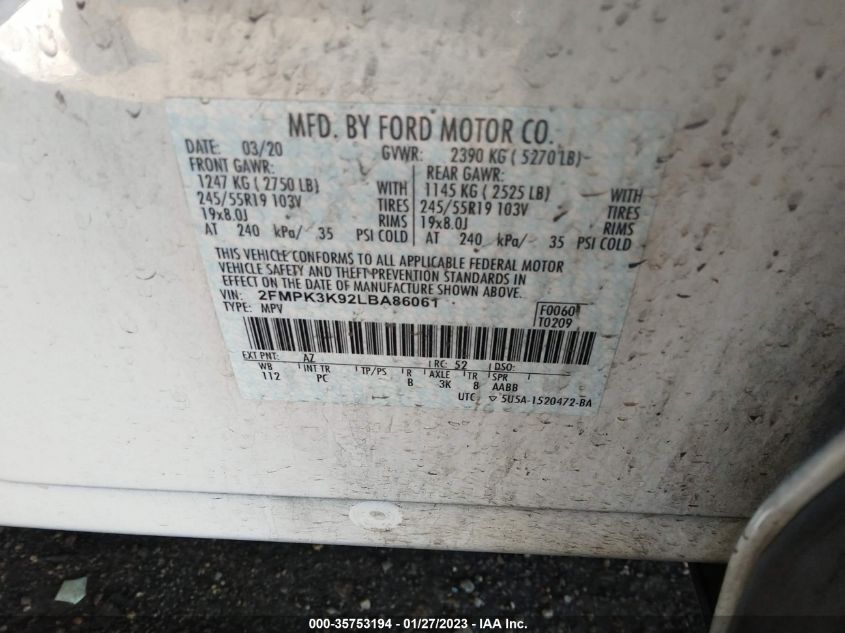 MFD. BY FORD MOTOR CO.
DATE: 03/20 GVWR: 2390 KG ( 5270 LB)
FRONT GAWR: REAR GAWR:
1247 KG ( 2750 LB) WITH 1145 KG ( 2525 LB) WITH
245/55R19 103V TIRES 245/55R19 103V TIRES
19x8.0J RIMS 19x8.0J RIMS
AT 240 kPa/ 35 PSI COLD AT 240 kPa/ 35 PSI COLD
THIS VEHICLE CONFORMS TO ALL APPLICABLE FEDERAL MOTOR
VEHICLE SAFETY AND THEFT PREVENTION STANDARDS IN
EFFECT ON THE DATE OF MANUFACTURE SHOWN ABOVE.
VIN: 2FMPK3K92LBA86061 F0060
TYPE: MPV T0209
EXT PNT: AZ RC: 52 DSO:
WB INT TR TP/PS R AXLE TR SPR
112 PC B 3K 8 AABB
UTC ▽ 5U5A-1520472-BA
000-35753194 - 01/27/2023 - IAA Inc.